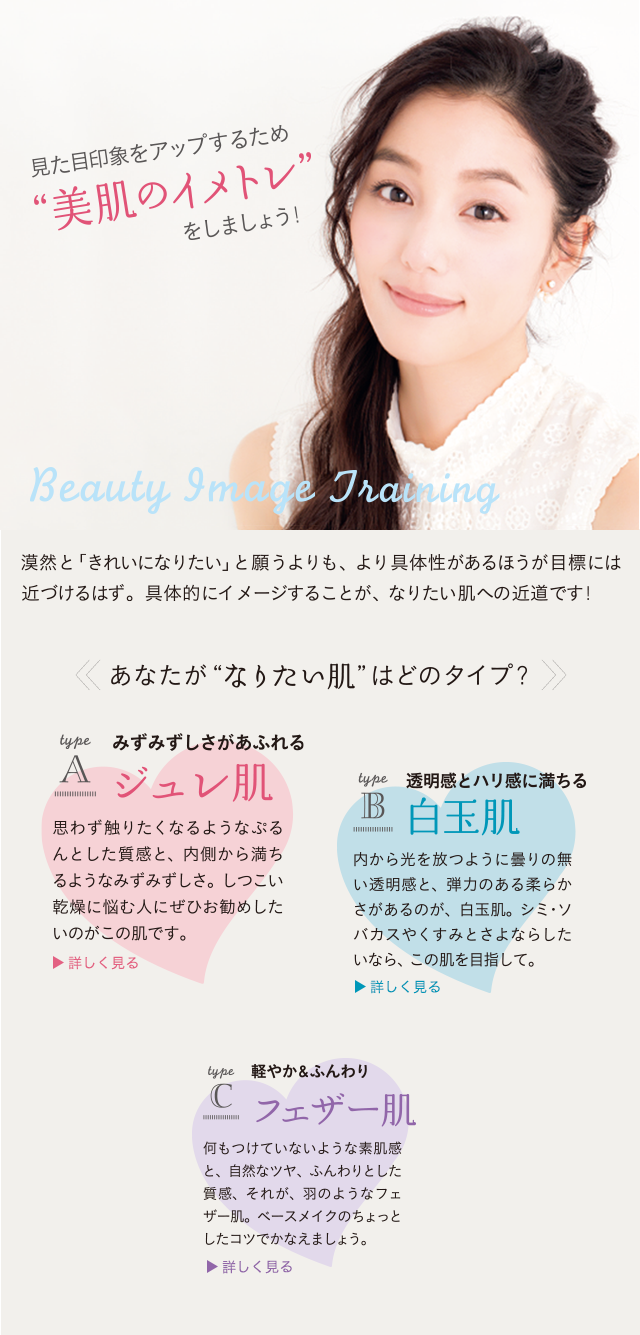 見た目印象をアップするため
“美肌のイメトレ”
をしましょう!
Beauty Image Training
漠然と「きれいになりたい」と願うよりも、より具体性があるほうが目標には
近づけるはず。具体的にイメージすることが、なりたい肌への近道です!
あなたが“なりたい肌”はどのタイプ?
type
A
みずみずしさがあふれる
ジュレ肌
思わず触りたくなるようなぷる
んとした質感と、内側から満ち
るようなみずみずしさ。しつこい
乾燥に悩む人にぜひお勧めした
いのがこの肌です。
▶ 詳しく見る
type
B
透明感とハリ感に満ちる
白玉肌
内から光を放つように曇りの無
い透明感と、弾力のある柔らか
さがあるのが、白玉肌。シミ・ソ
バカスやくすみとさよならした
いなら、この肌を目指して。
▶ 詳しく見る
type
C
軽やか&ふんわり
フェザー肌
何もつけていないような素肌感
と、自然なツヤ、ふんわりとした
質感、それが、羽のようなフェ
ザー肌。ベースメイクのちょっと
したコツでかなえましょう。
▶ 詳しく見る